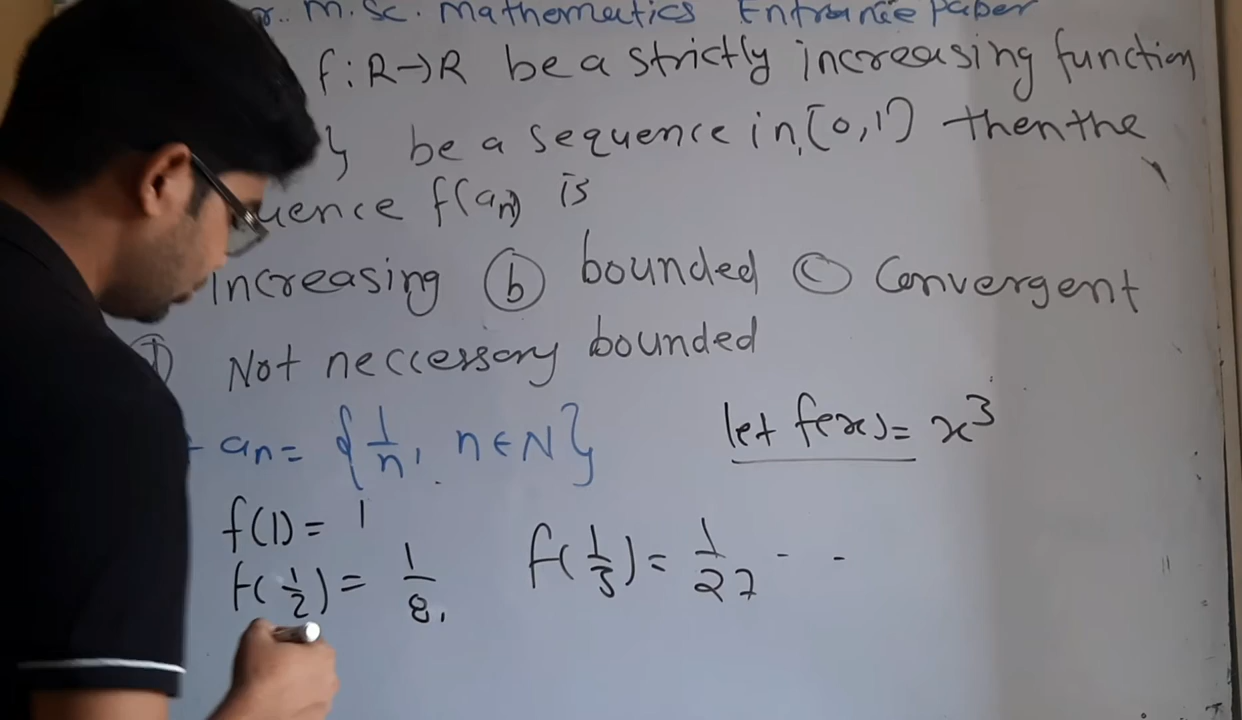 M.Sc. Mathematics Entrance Paper
f:R→R be a strictly increasing function
} be a sequence in [0,1] then the
uence f(an) is
increasing ⓑ bounded ⓒ Convergent
ⓓ Not neccessory bounded
an = {1/n, n∈N} let f(x) = x³
f(1) = 1
f(1/2) = 1/8, f(1/3) = 1/27 - -